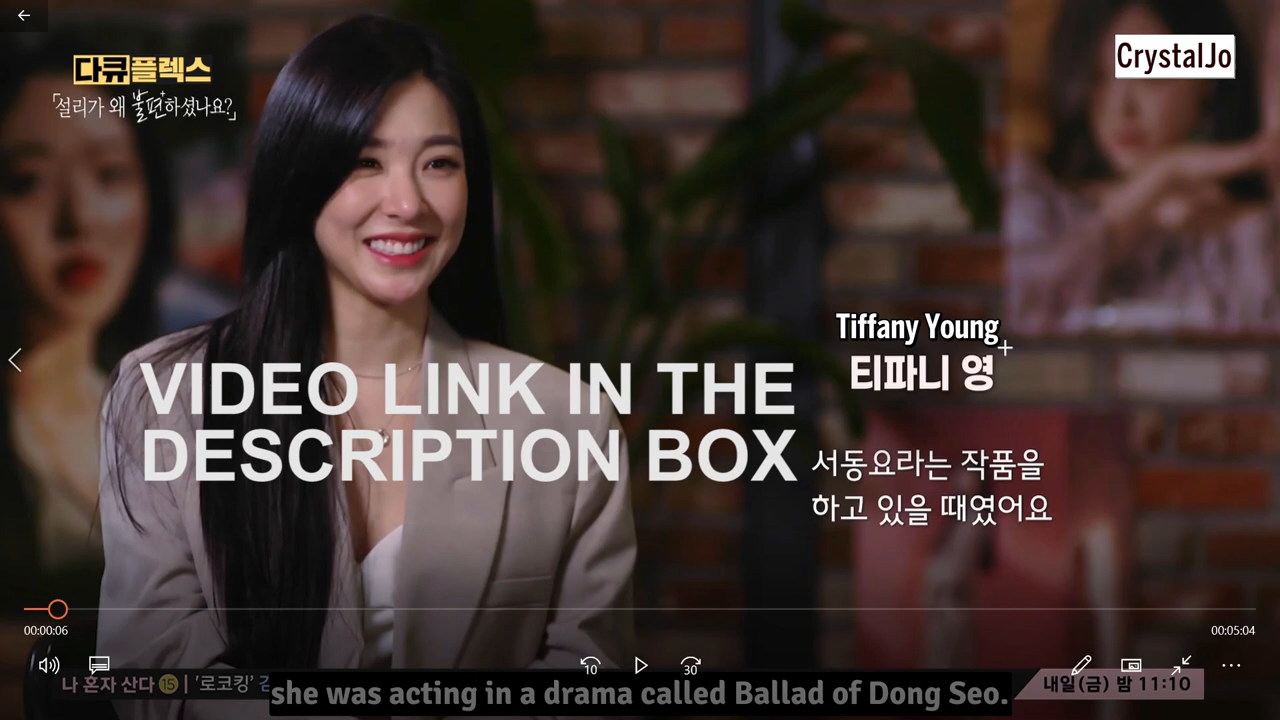 다큐플렉스
「설리가 왜 불편하셨나요?」
CrystalJo
Tiffany Young
티파니 영
VIDEO LINK IN THE
DESCRIPTION BOX
서동요라는 작품을
하고 있을 때였어요
00:00:06
00:05:04
10
30
나 혼자 산다 15 | '로코킹'
내일(금) 밤 11:10
she was acting in a drama called Ballad of Dong Seo.